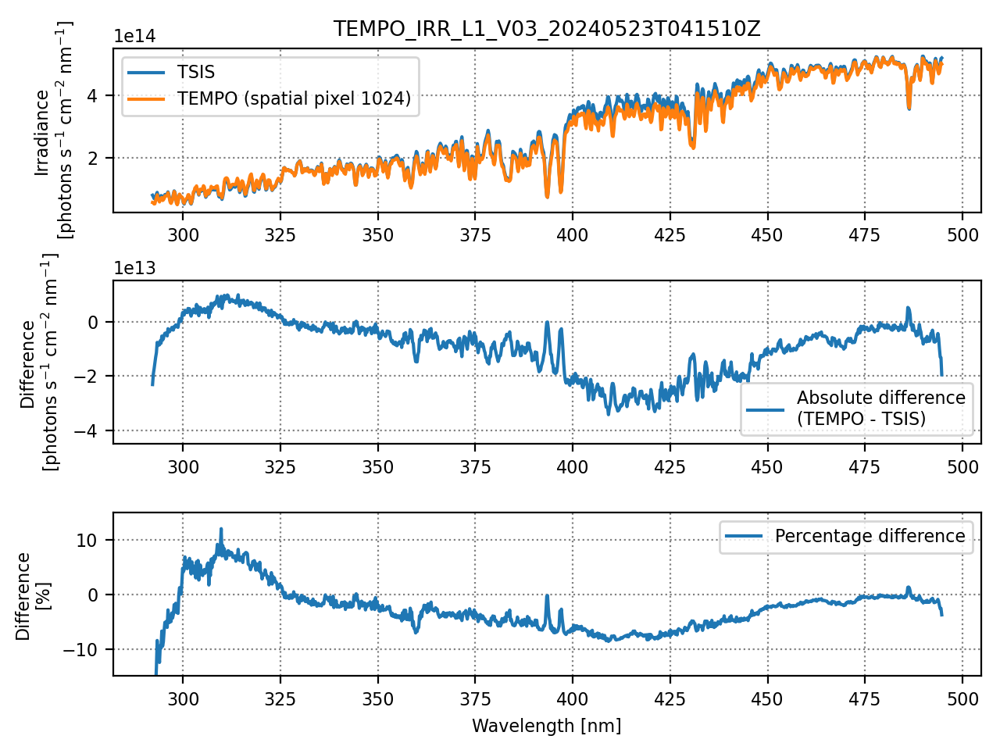 TEMPO_IRR_L1_V03_20240523T041510Z
1e14
Irradiance
[photons s⁻¹ cm⁻² nm⁻¹]
4
2
TSIS
TEMPO (spatial pixel 1024)
300 325 350 375 400 425 450 475 500
1e13
Difference
[photons s⁻¹ cm⁻² nm⁻¹]
0
−2
−4
Absolute difference
(TEMPO - TSIS)
300 325 350 375 400 425 450 475 500
Difference
[%]
10
0
−10
Percentage difference
300 325 350 375 400 425 450 475 500
Wavelength [nm]